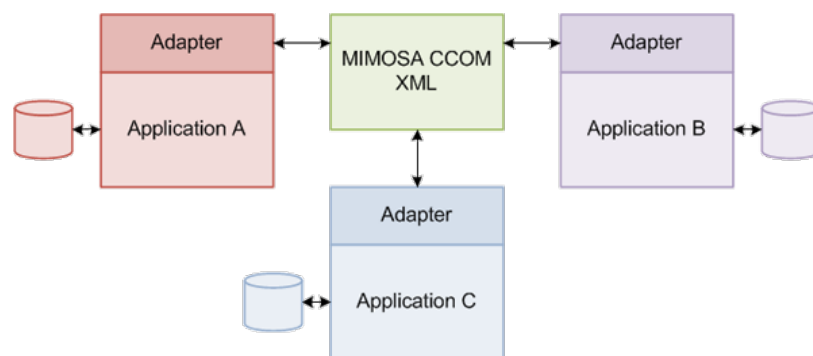 Adapter
Application A
MIMOSA CCOM
XML
Adapter
Application B
Adapter
Application C